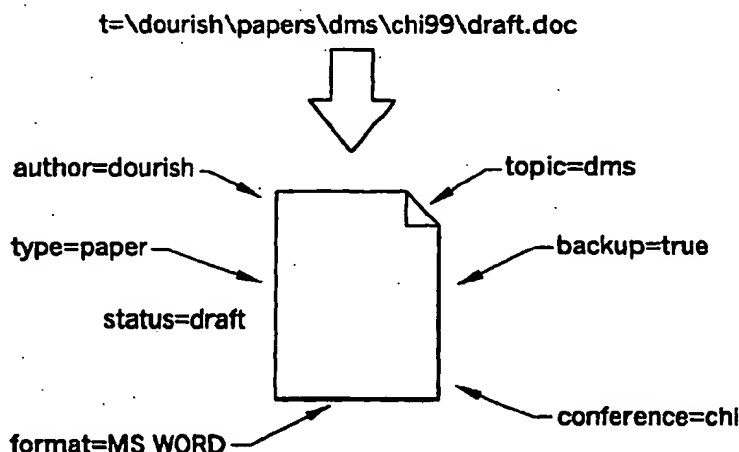 t=\dourish\papers\dms\chi99\draft.doc
author=dourish
topic=dms
type=paper
backup=true
status=draft
conference=chi
format=MS WORD